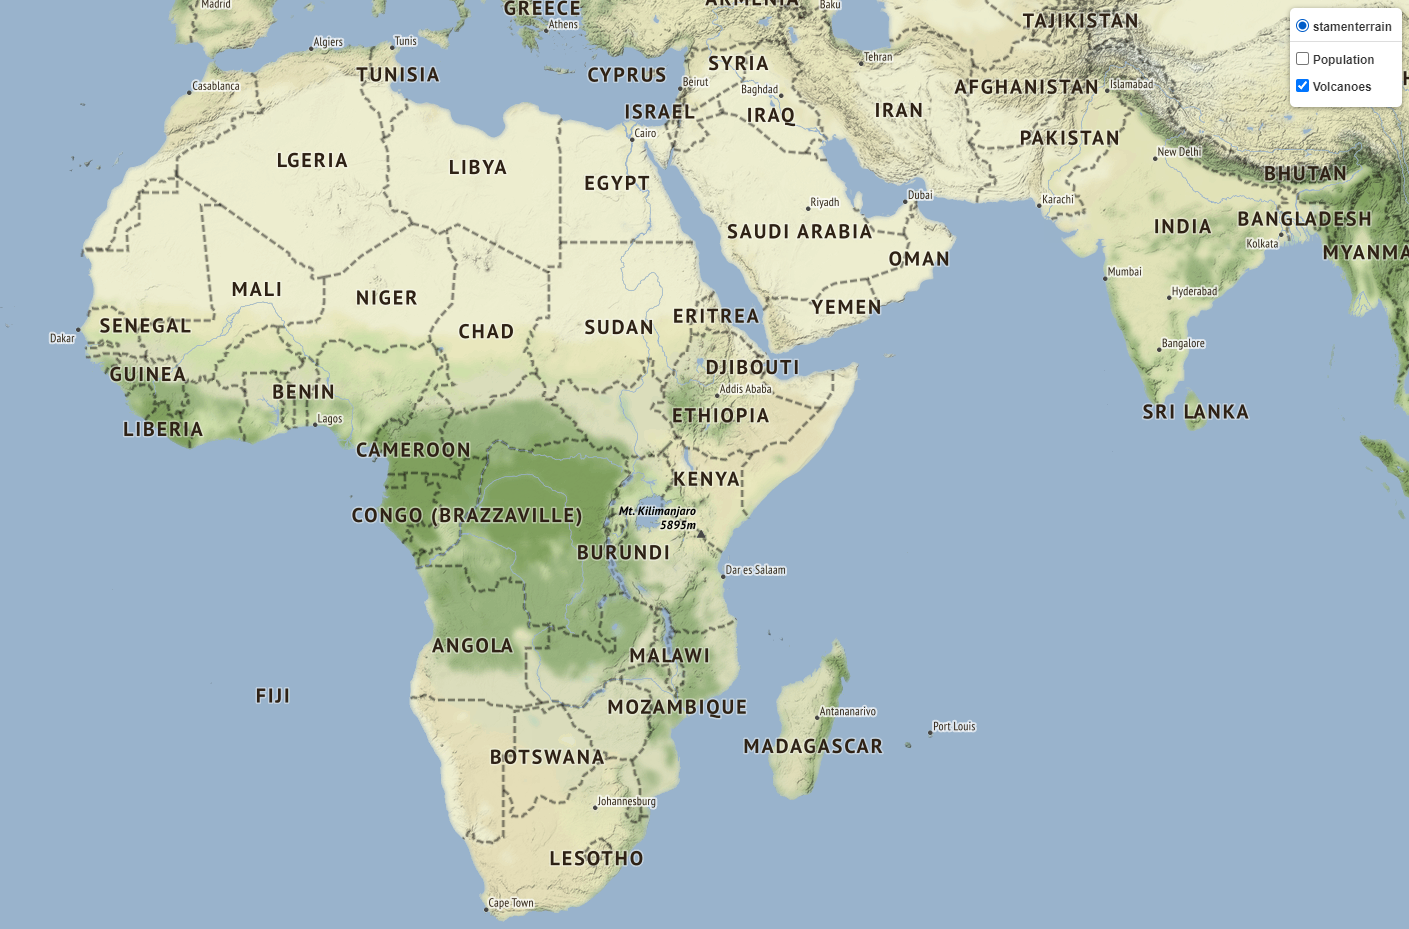 Madrid
GREECE
Athens
ARMENIA
Baku
TAJIKISTAN
stamenterrain
Population
Volcanoes
Algiers
Tunis
TUNISIA
CYPRUS
SYRIA
Tehran
Beirut
Baghdad
AFGHANISTAN
Islamabad
Casablanca
ISRAEL
IRAQ
IRAN
PAKISTAN
Cairo
LGERIA
LIBYA
EGYPT
New Delhi
BHUTAN
Riyadh
Dubai
Karachi
SAUDI ARABIA
INDIA
BANGLADESH
Kolkata
OMAN
MYANMA
Mumbai
MALI
NIGER
Hyderabad
YEMEN
SENEGAL
CHAD
SUDAN
ERITREA
Dakar
Bangalore
GUINEA
DJIBOUTI
BENIN
Addis Ababa
SRI LANKA
Lagos
ETHIOPIA
LIBERIA
CAMEROON
KENYA
CONGO (BRAZZAVILLE)
Mt. Kilimanjaro
5895m
BURUNDI
Dar es Salaam
ANGOLA
MALAWI
FIJI
MOZAMBIQUE
Antananarivo
Port Louis
MADAGASCAR
BOTSWANA
Johannesburg
LESOTHO
Cape Town